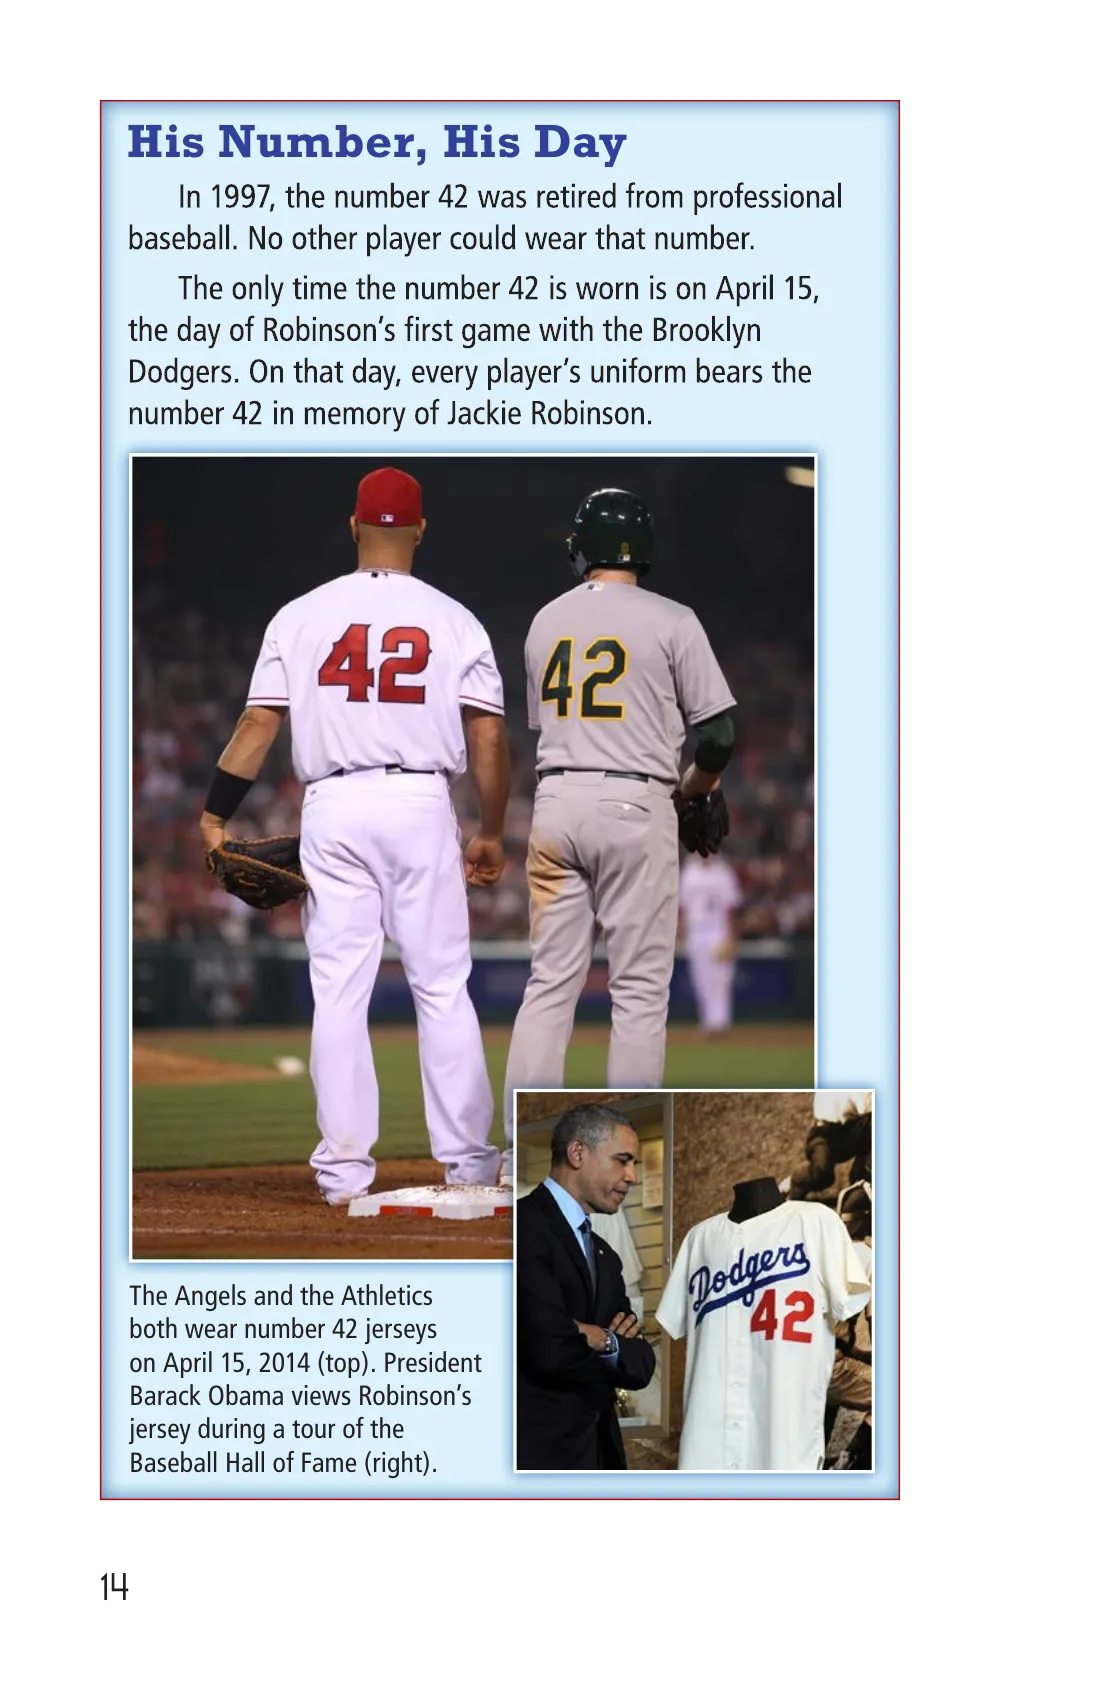 His Number, His Day
In 1997, the number 42 was retired from professional
baseball. No other player could wear that number.
The only time the number 42 is worn is on April 15,
the day of Robinson’s first game with the Brooklyn
Dodgers. On that day, every player’s uniform bears the
number 42 in memory of Jackie Robinson.
42
42
Dodgers
42
The Angels and the Athletics
both wear number 42 jerseys
on April 15, 2014 (top). President
Barack Obama views Robinson’s
jersey during a tour of the
Baseball Hall of Fame (right).
14